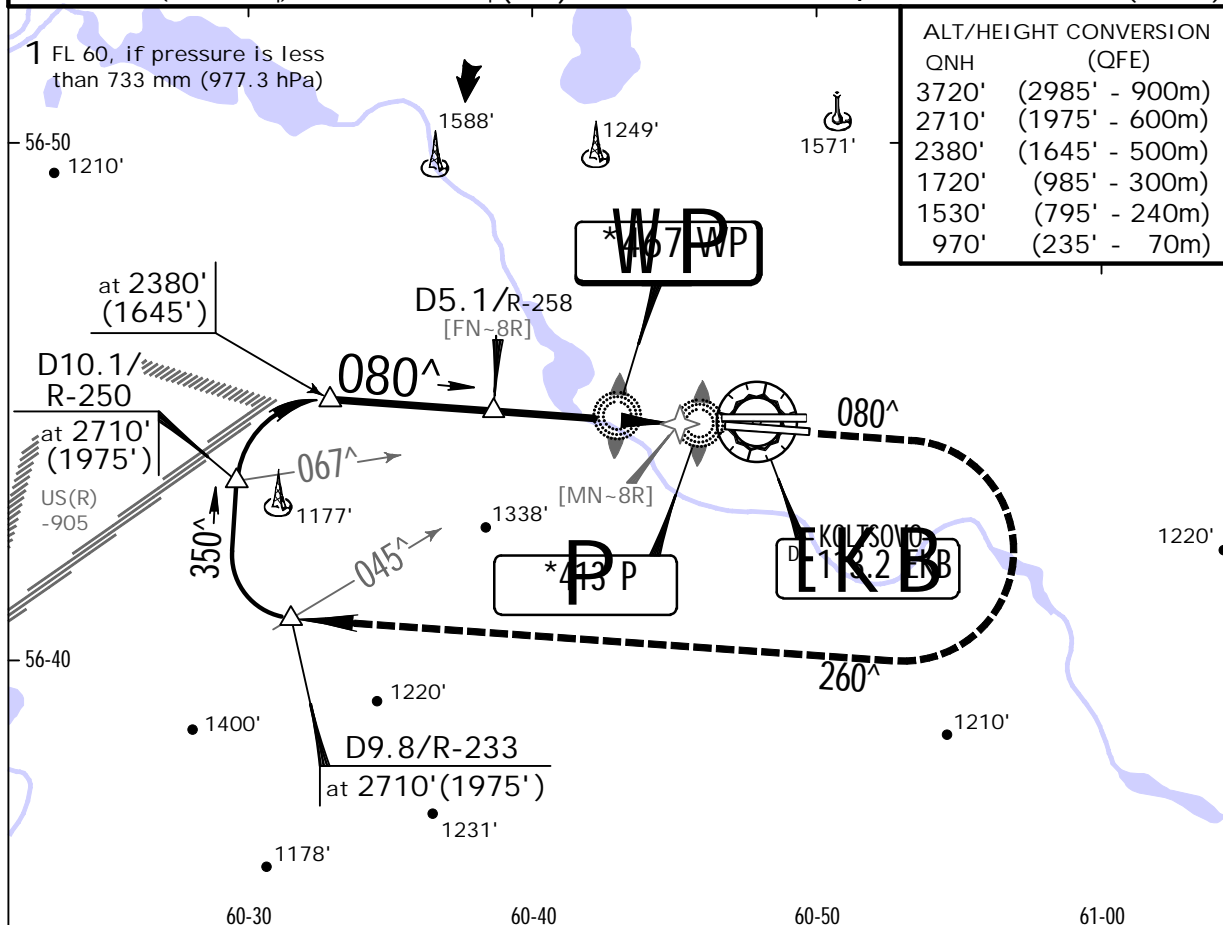 1 FL 60, if pressure is less
than 733 mm (977.3 hPa)
ALT/HEIGHT CONVERSION
QNH (QFE)
3720' (2985' - 900m)
2710' (1975' - 600m)
2380' (1645' - 500m)
1720' (985' - 300m)
1530' (795' - 240m)
970' (235' - 70m)
1588'
1249'
1571'
56-50
1210'
*467 WP
WP
at 2380'
(1645')
D5.1/R-258
[FN~8R]
D10.1/
R-250
at 2710'
(1975')
080^
080^
067^
US(R)
-905
1177'
[MN~8R]
350^
1338'
045^
*413 P
P
KOLTSOVO
D 113.2 EKB
EKB
1220'
56-40
260^
1220'
1400'
1210'
D9.8/R-233
at 2710'(1975')
1231'
1178'
60-30
60-40
60-50
61-00